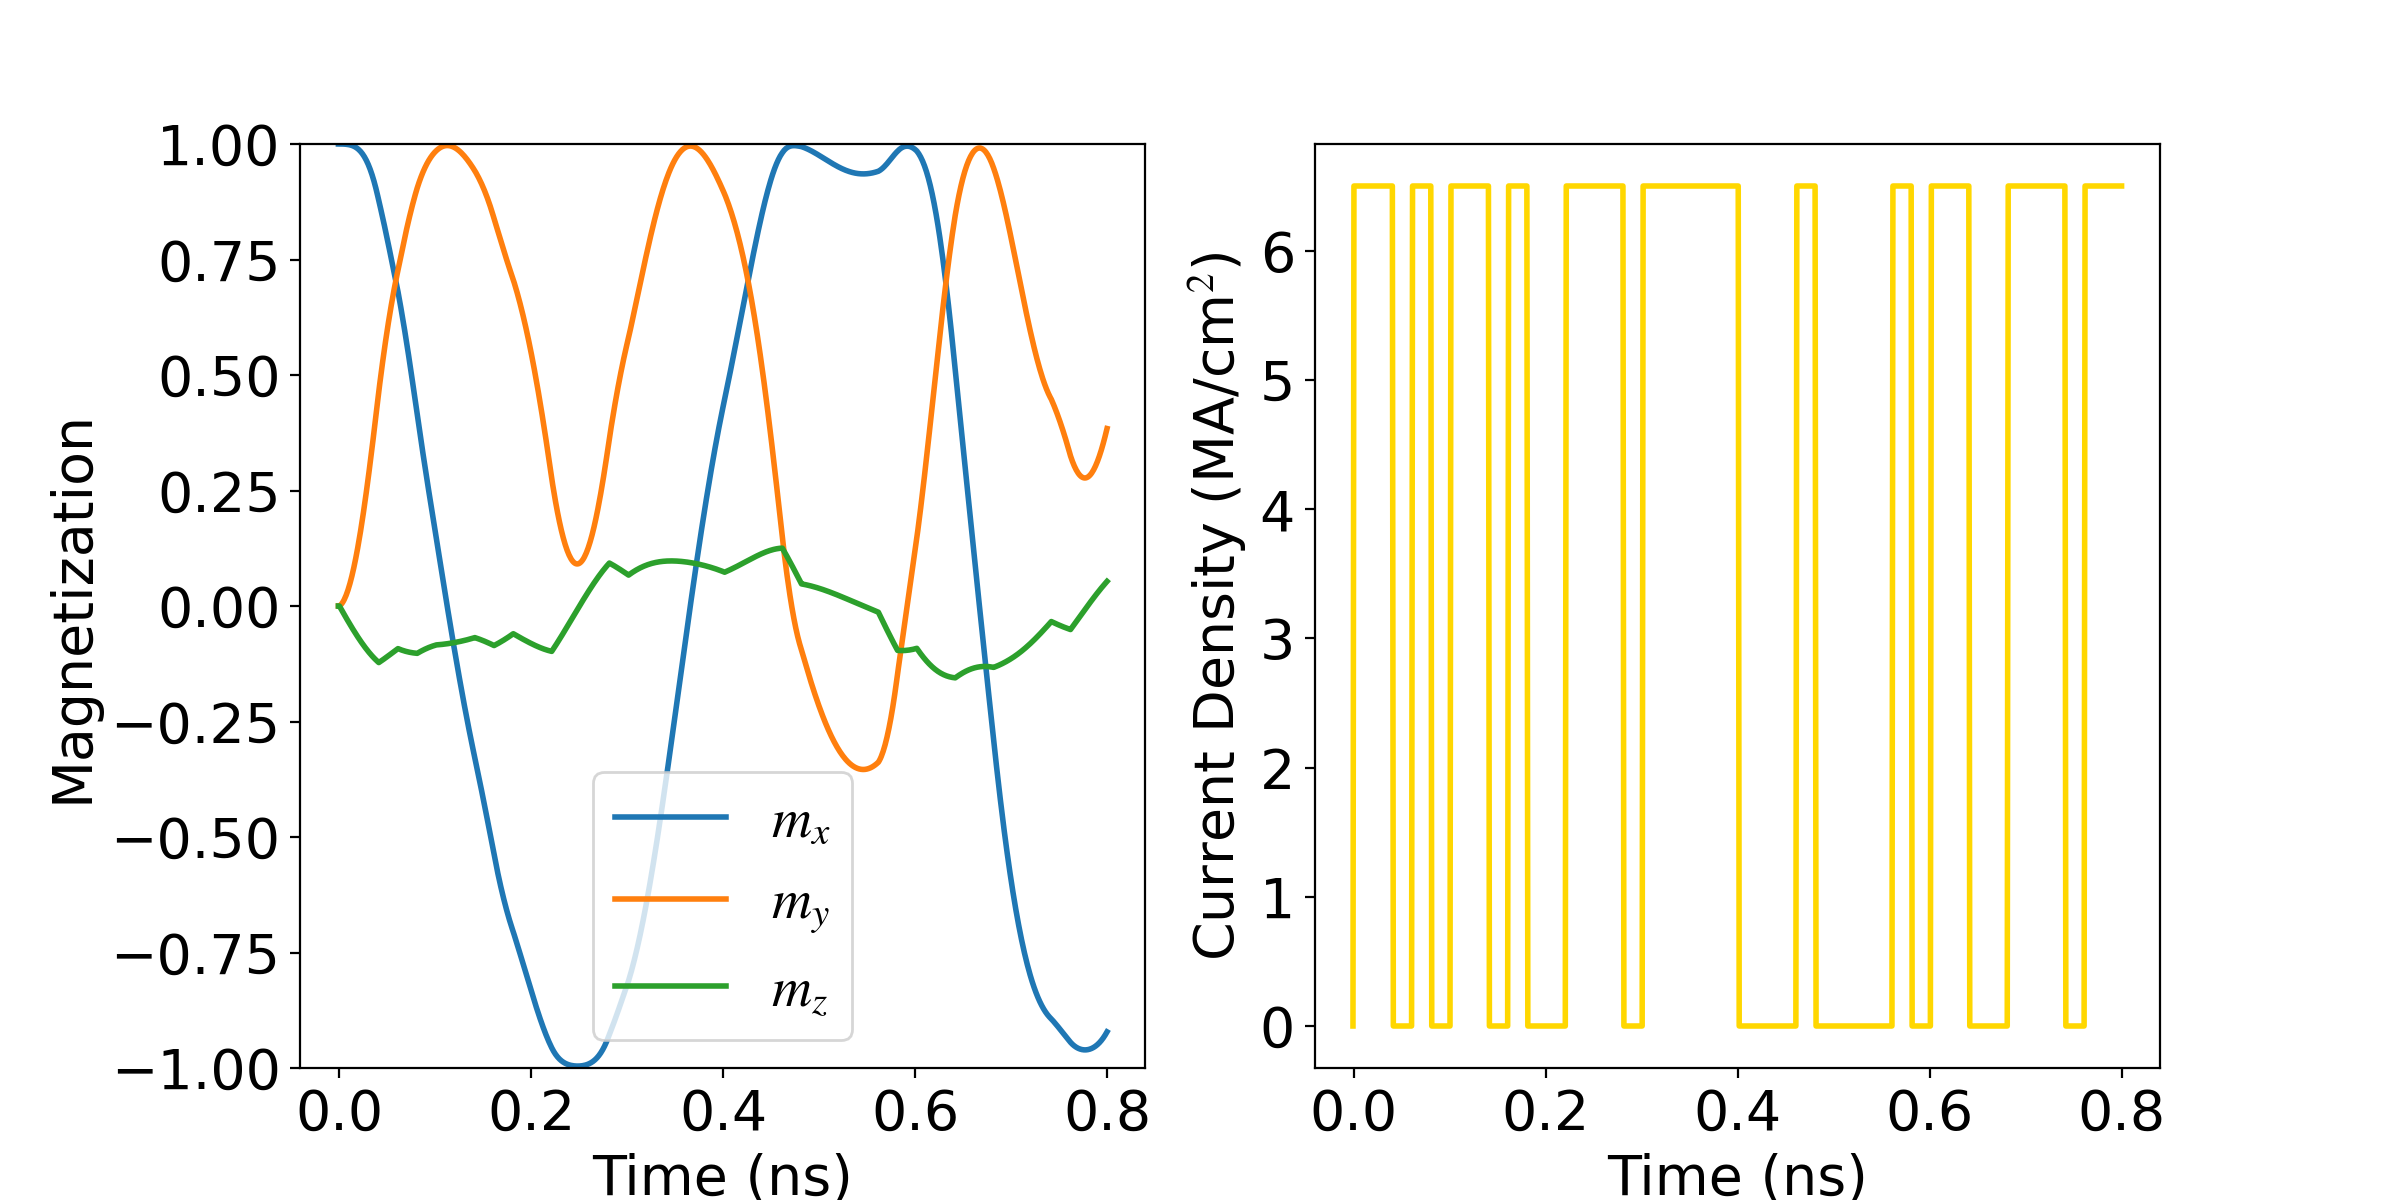 Magnetization
1.00
0.75
0.50
0.25
0.00
−0.25
−0.50
−0.75
−1.00
0.0 0.2 0.4 0.6 0.8
Time (ns)
m_x
m_y
m_z
Current Density (MA/cm²)
6
5
4
3
2
1
0
0.0 0.2 0.4 0.6 0.8
Time (ns)